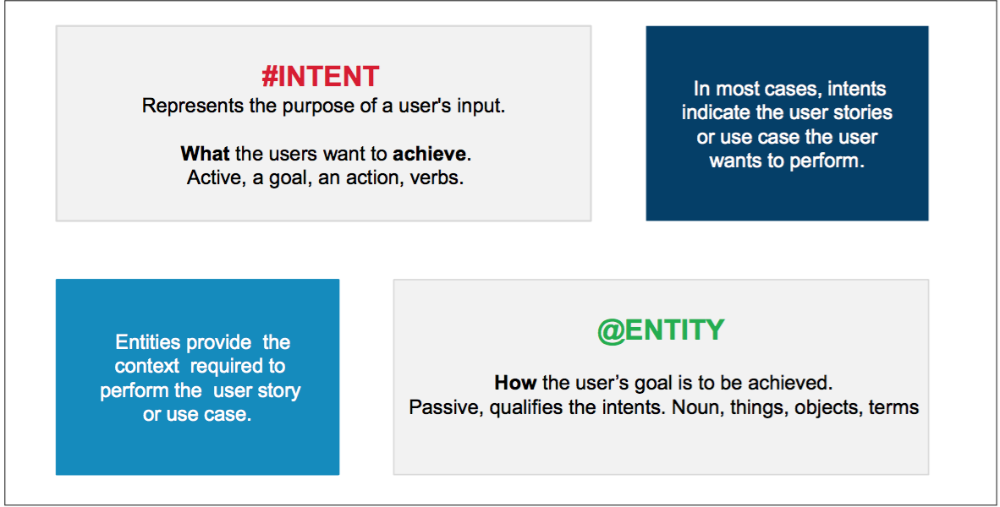 #INTENT
Represents the purpose of a user's input.
What the users want to achieve.
Active, a goal, an action, verbs.
In most cases, intents
indicate the user stories
or use case the user
wants to perform.
Entities provide  the
context  required to
perform the  user story
or use case.
@ENTITY
How the user’s goal is to be achieved.
Passive, qualifies the intents. Noun, things, objects, terms